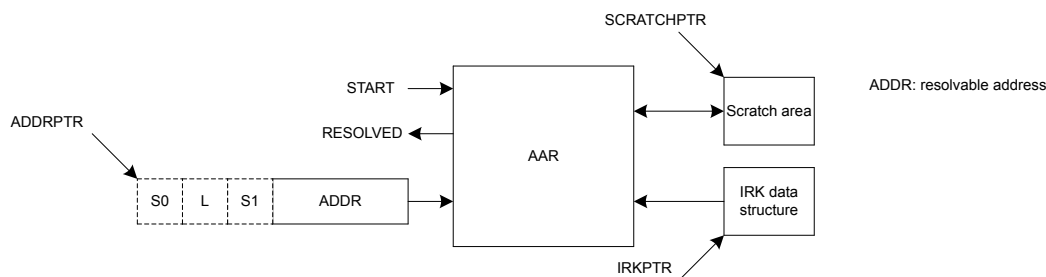 SCRATCHPTR
START
Scratch area
ADDR: resolvable address
ADDRPTR
RESOLVED
AAR
S0 L S1 ADDR
IRK data
structure
IRKPTR